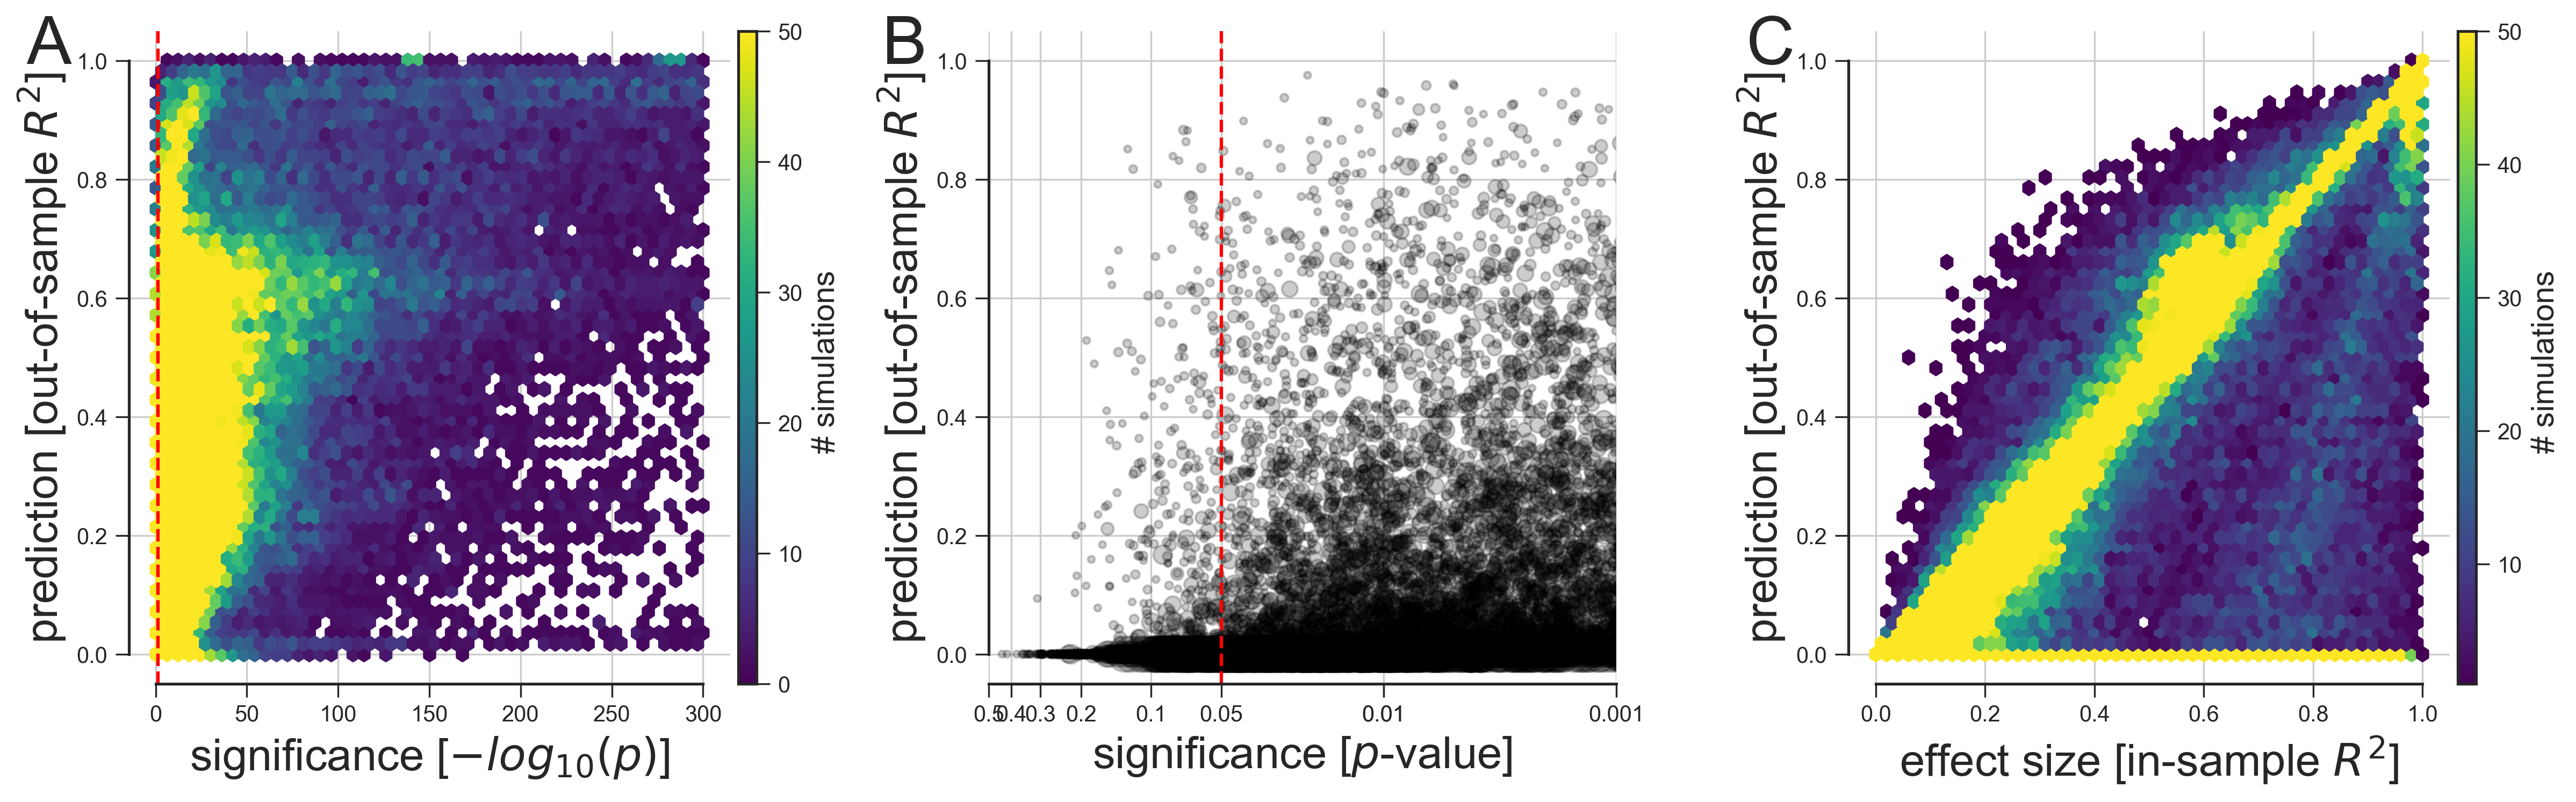 A
prediction [out-of-sample R²]
1.0
0.8
0.6
0.4
0.2
0.0
0 50 100 150 200 250 300
significance [−log₁₀(p)]
50
40
30
20
10
0
# simulations
B
prediction [out-of-sample R²]
1.0
0.8
0.6
0.4
0.2
0.0
0.5 0.4 0.3 0.2 0.1 0.05 0.01 0.001
significance [p-value]
C
prediction [out-of-sample R²]
1.0
0.8
0.6
0.4
0.2
0.0
0.0 0.2 0.4 0.6 0.8 1.0
effect size [in-sample R²]
50
40
30
20
10
# simulations